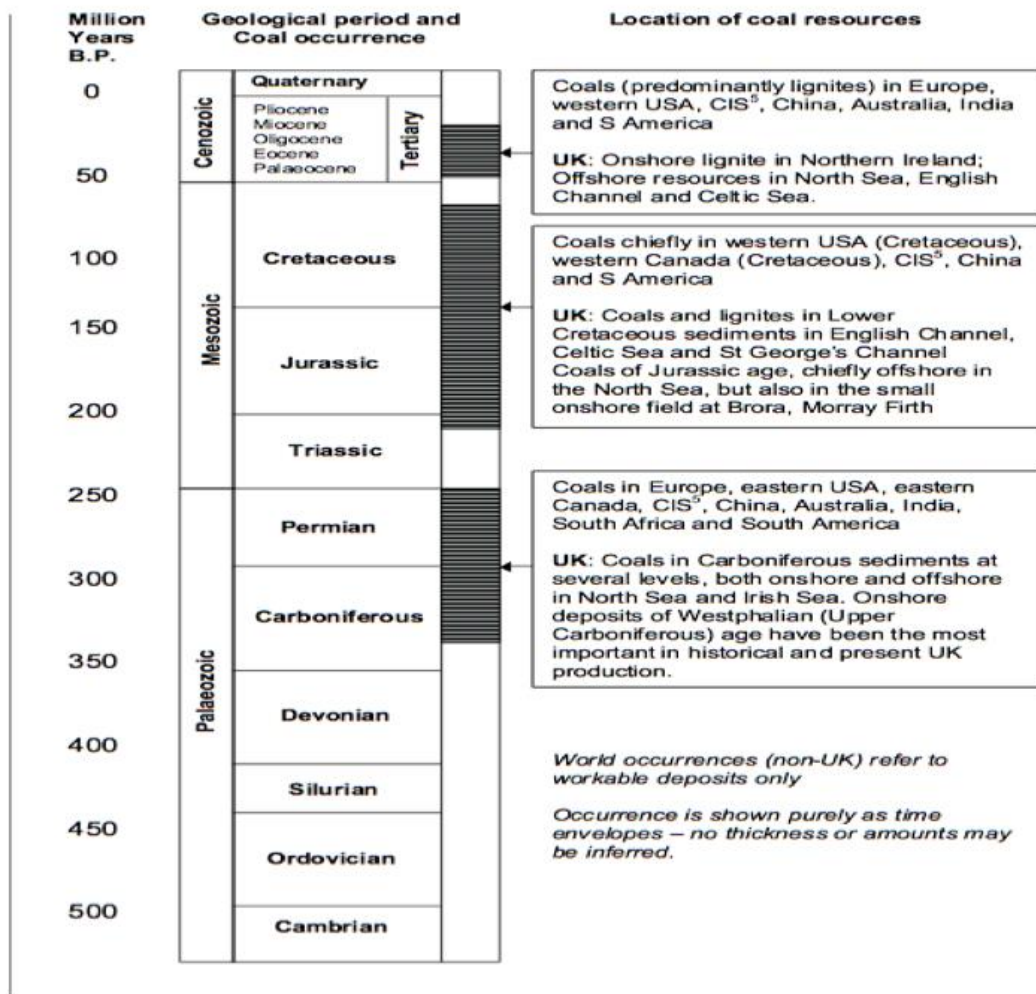 Million
Years
B.P.
Geological period and
Coal occurrence
Location of coal resources
0
50
100
150
200
250
300
350
400
450
500
Cenozoic
Mesozoic
Palaeozoic
Quaternary
Pliocene
Miocene
Oligocene
Eocene
Palaeocene
Tertiary
Cretaceous
Jurassic
Triassic
Permian
Carboniferous
Devonian
Silurian
Ordovician
Cambrian
Coals (predominantly lignites) in Europe,
western USA, CIS⁵, China, Australia, India
and S America
UK: Onshore lignite in Northern Ireland;
Offshore resources in North Sea, English
Channel and Celtic Sea.
Coals chiefly in western USA (Cretaceous),
western Canada (Cretaceous), CIS⁵, China
and S America
UK: Coals and lignites in Lower
Cretaceous sediments in English Channel,
Celtic Sea and St George's Channel
Coals of Jurassic age, chiefly offshore in
the North Sea, but also in the small
onshore field at Brora, Morray Firth
Coals in Europe, eastern USA, eastern
Canada, CIS⁵, China, Australia, India,
South Africa and South America
UK: Coals in Carboniferous sediments at
several levels, both onshore and offshore
in North Sea and Irish Sea. Onshore
deposits of Westphalian (Upper
Carboniferous) age have been the most
important in historical and present UK
production.
World occurrences (non-UK) refer to
workable deposits only
Occurrence is shown purely as time
envelopes – no thickness or amounts may
be inferred.